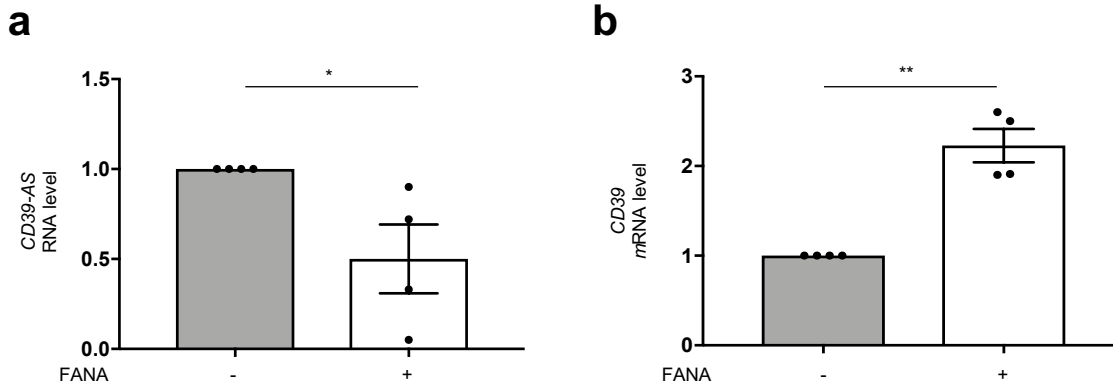 a
*
1.5
1.0
0.5
0.0
CD39-AS
RNA level
FANA - +
b
**
3
2
1
0
CD39
mRNA level
- +